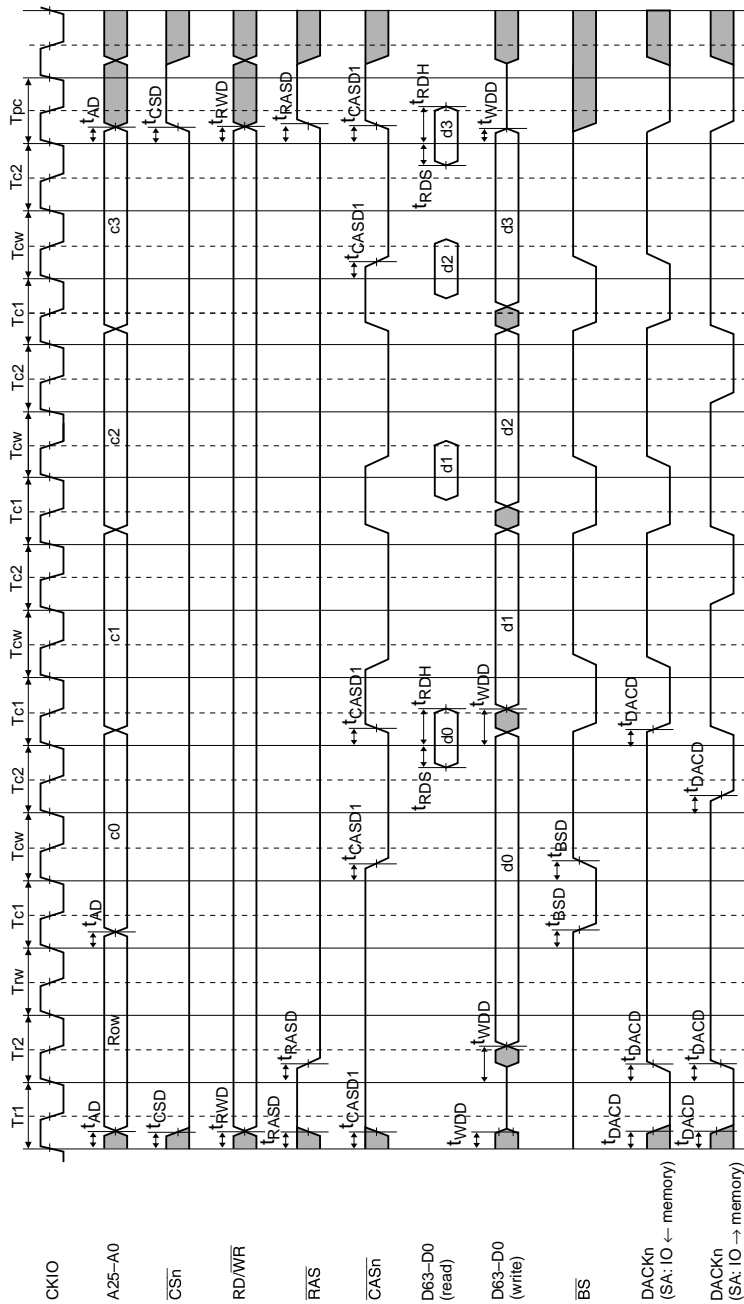 Tr1 Tr2 Trw Tc1 Tcw Tc2 Tc1 Tcw Tc2 Tc1 Tcw Tc2 Tc1 Tcw Tc2 Tpc
CKIO
tAD tAD tAD
A25–A0 Row c0 c1 c2 c3
tCSD tCSD
CSn
tRWD tRWD
RD/WR
tRASD tRASD tRASD
RAS
tCASD1 tCASD1 tCASD1 tCASD1 tCASD1
CASn
tRDS tRDH tRDS tRDH
D63–D0
(read)
d0 d1 d2 d3
tWDD tWDD tWDD tWDD
D63–D0
(write)
d0 d1 d2 d3
tBSD tBSD
BS
tDACD tDACD tDACD
DACKn
(SA: IO ← memory)
tDACD tDACD tDACD
DACKn
(SA: IO → memory)